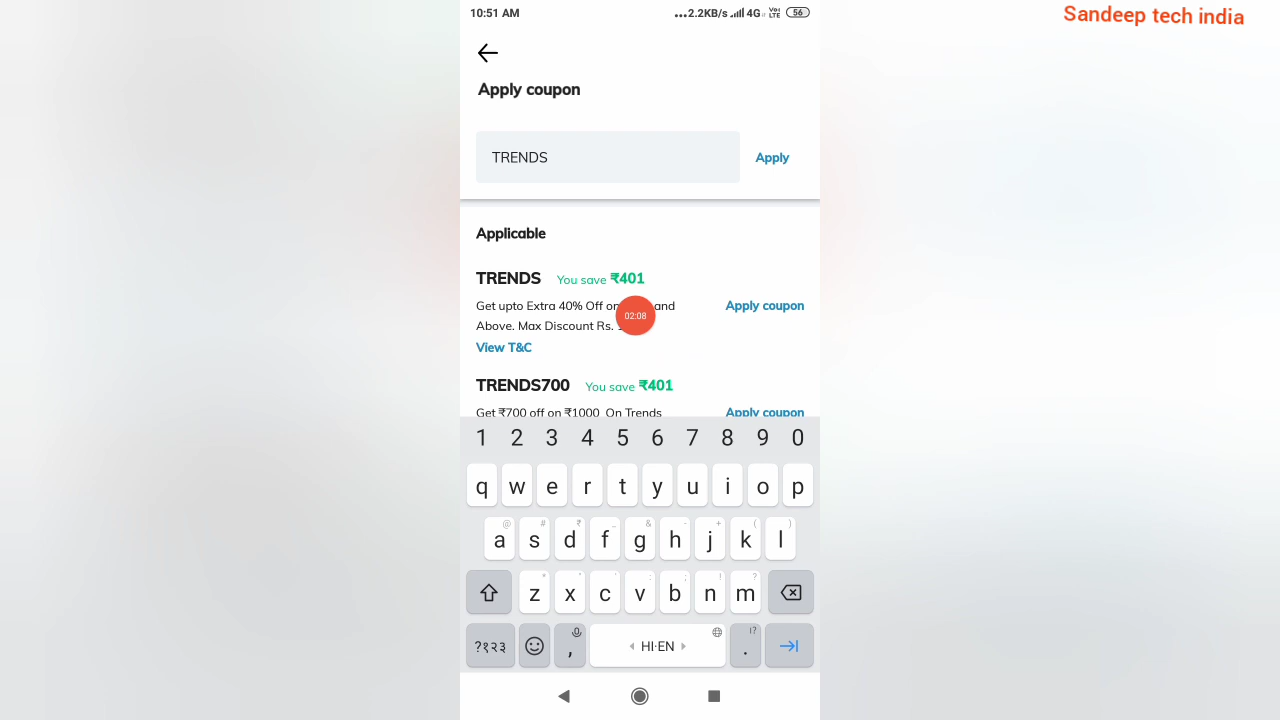 10:51 AM
2.2KB/s 4G Vo) LTE 56
Sandeep tech india
Apply coupon
TRENDS
Apply
Applicable
TRENDS You save ₹401
Get upto Extra 40% Off on and
Above. Max Discount Rs.
Apply coupon
02:08
View T&C
TRENDS700 You save ₹401
Get ₹700 off on ₹1000 On Trends
Apply coupon
1 2 3 4 5 6 7 8 9 0
q w e r t y u i o p
@ # ₹ _ & - + ( )
a s d f g h j k l
* " ' : ; ! ?
z x c v b n m
?१२३ , HI·EN . !?